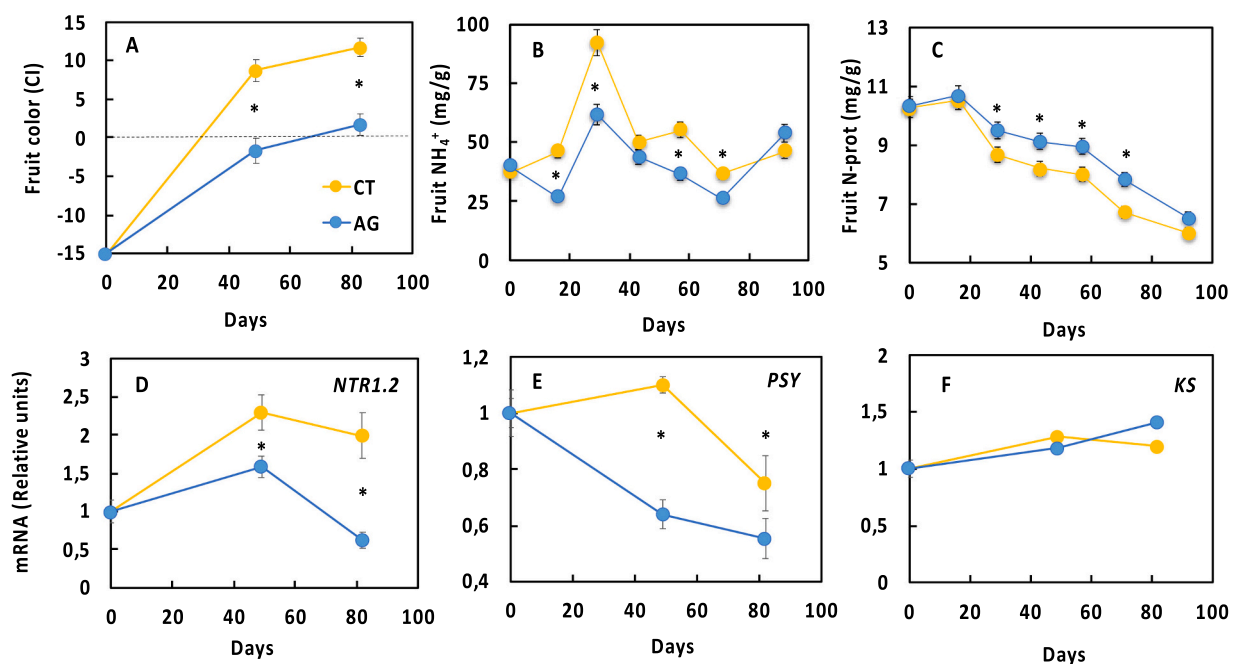 A
Fruit color (CI)
15
10
5
0
-5
-10
-15
CT
AG
0 20 40 60 80 100
Days
*
*
B
Fruit NH₄⁺ (mg/g)
100
75
50
25
0
0 20 40 60 80 100
Days
*
*
*
*
C
Fruit N-prot (mg/g)
13
11
9
7
5
0 20 40 60 80 100
Days
*
*
*
*
D
NTR1.2
mRNA (Relative units)
3
2,5
2
1,5
1
0,5
0
0 20 40 60 80 100
Days
*
*
E
PSY
1,2
1
0,8
0,6
0,4
0 20 40 60 80 100
Days
*
*
F
KS
2
1,5
1
0,5
0
0 20 40 60 80 100
Days